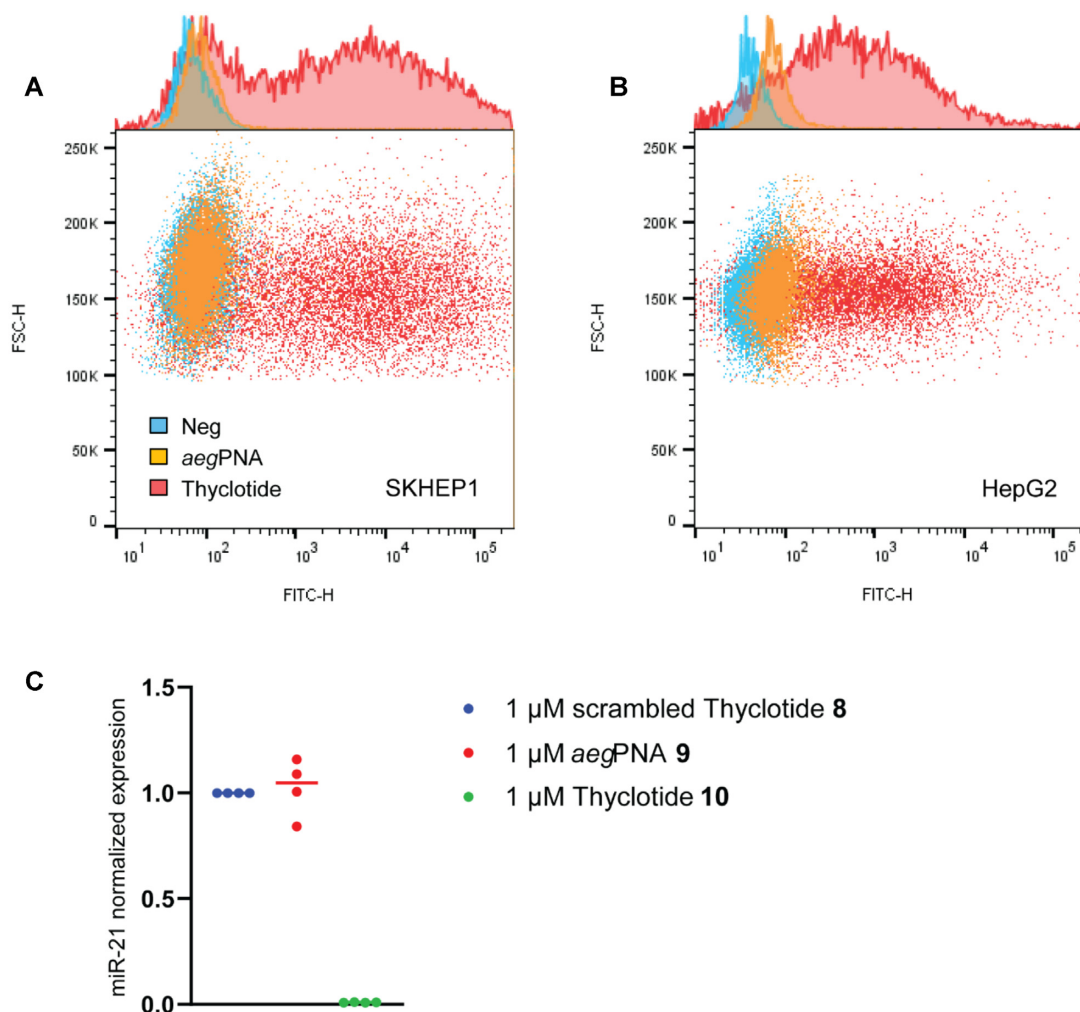 A
B
250K
200K
150K
100K
50K
0
FSC-H
Neg
aegPNA
Thyclotide
SKHEP1
10¹ 10² 10³ 10⁴ 10⁵
FITC-H
250K
200K
150K
100K
50K
0
FSC-H
HepG2
10¹ 10² 10³ 10⁴ 10⁵
FITC-H
C
1.5
1.0
0.5
0.0
miR-21 normalized expression
1 µM scrambled Thyclotide 8
1 µM aegPNA 9
1 µM Thyclotide 10